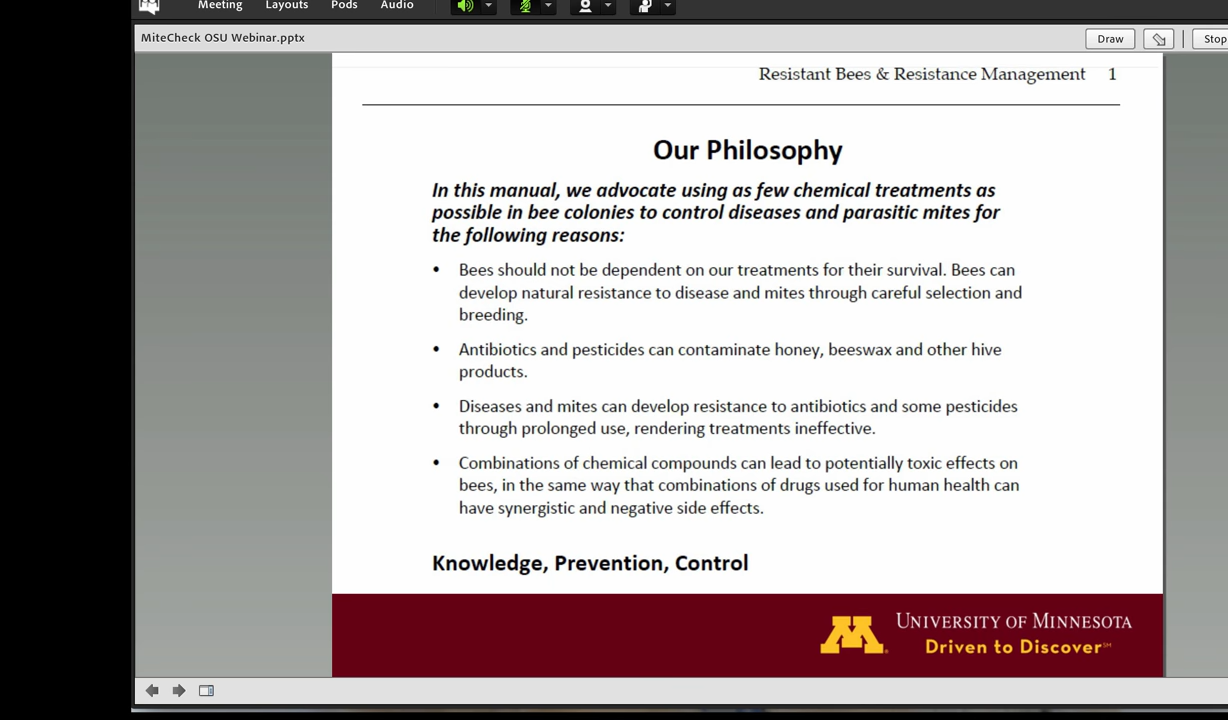 Meeting Layouts Pods Audio
MiteCheck OSU Webinar.pptx Draw Stop
Resistant Bees & Resistance Management 1
Our Philosophy
In this manual, we advocate using as few chemical treatments as
possible in bee colonies to control diseases and parasitic mites for
the following reasons:
• Bees should not be dependent on our treatments for their survival. Bees can
develop natural resistance to disease and mites through careful selection and
breeding.
• Antibiotics and pesticides can contaminate honey, beeswax and other hive
products.
• Diseases and mites can develop resistance to antibiotics and some pesticides
through prolonged use, rendering treatments ineffective.
• Combinations of chemical compounds can lead to potentially toxic effects on
bees, in the same way that combinations of drugs used for human health can
have synergistic and negative side effects.
Knowledge, Prevention, Control
M
UNIVERSITY OF MINNESOTA
Driven to Discover℠